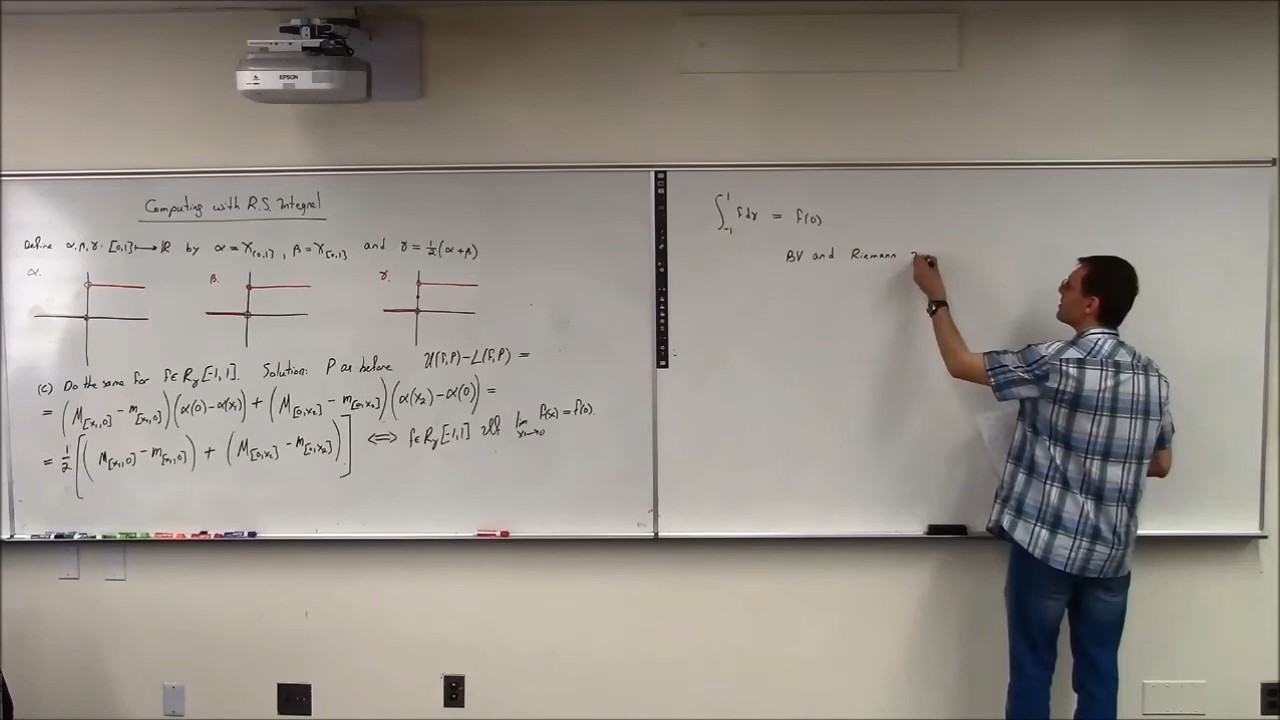 EPSON
Computing with R.S. Integral
Define α, β, γ: [0,1] ↦ ℝ by α = χ_(0,1], β = χ_[0,1] and γ = 1/2(α+β)
α. β. γ.
(c) Do the same for f∈R_γ[-1,1]. Solution: P as before U(f,P) - L(f,P) =
= (M_[x₁,0] - m_[x₁,0])(α(0) - α(x₁)) + (M_[0,x₂] - m_[0,x₂])(α(x₂) - α(0)) =
= 1/2[(M_[x₁,0] - m_[x₁,0]) + (M_[0,x₂] - m_[0,x₂])] ⟺ f∈R_γ[-1,1] iff lim_{x→0} f(x) = f(0).
∫_{-1}^{1} f dγ = f(0)
BV and Riemann